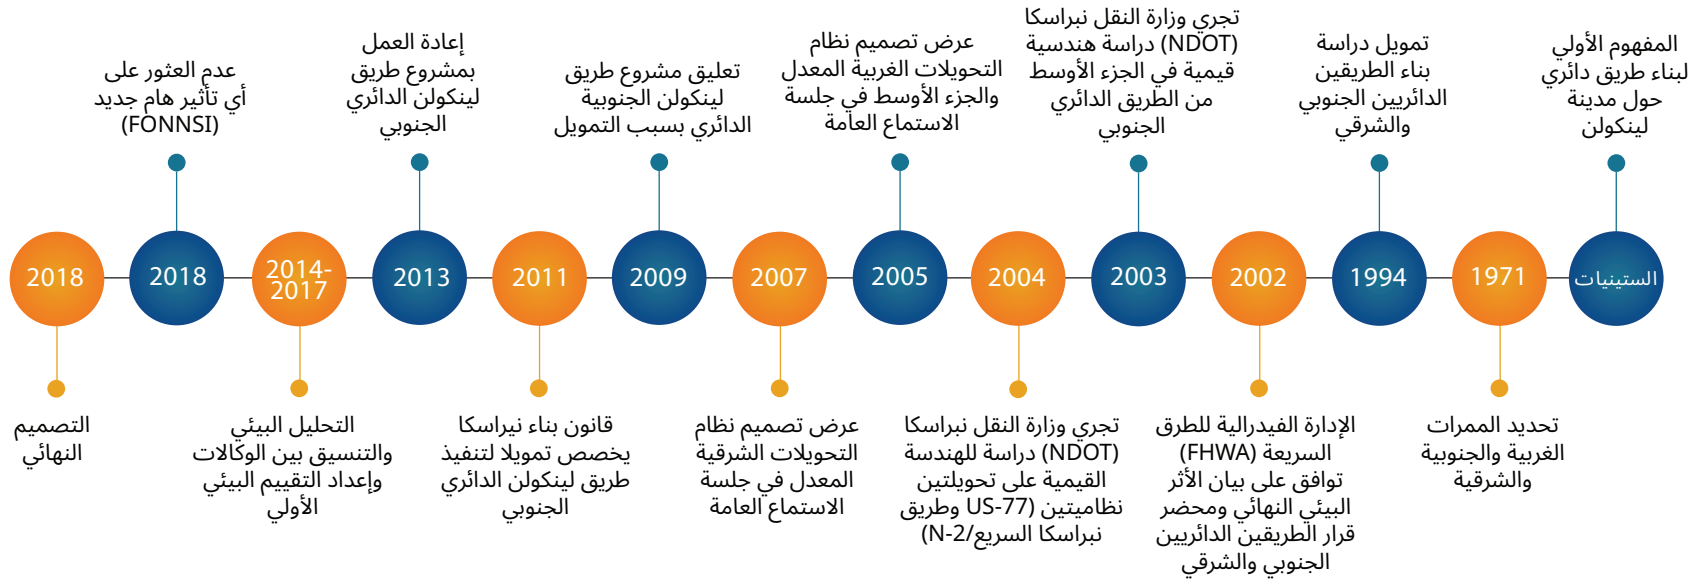 المفهوم الأولي
لبناء طريق دائري
حول مدينة
لينكولن
الستينيات
1971
تحديد الممرات
الغربية والجنوبية
والشرقية
تمويل دراسة
بناء الطريقين
الدائريين الجنوبي
والشرقي
1994
2002
الإدارة الفيدرالية للطرق
السريعة (FHWA)
توافق على بيان الأثر
البيئي النهائي ومحضر
قرار الطريقين الدائريين
الجنوبي والشرقي
تجري وزارة النقل نبراسكا
(NDOT) دراسة هندسية
قيمية في الجزء الأوسط
من الطريق الدائري
الجنوبي
2003
2004
تجري وزارة النقل نبراسكا
(NDOT) دراسة للهندسة
القيمية على تحويلتين
نظاميتين (US-77 وطريق
نبراسكا السريع/N-2)
عرض تصميم نظام
التحويلات الغربية المعدل
والجزء الأوسط في جلسة
الاستماع العامة
2005
2007
عرض تصميم نظام
التحويلات الشرقية
المعدل في جلسة
الاستماع العامة
تعليق مشروع طريق
لينكولن الجنوبية
الدائري بسبب التمويل
2009
2011
قانون بناء نيراسكا
يخصص تمويلا لتنفيذ
طريق لينكولن الدائري
الجنوبي
إعادة العمل
بمشروع طريق
لينكولن الدائري
الجنوبي
2013
2014-
2017
التحليل البيئي
والتنسيق بين الوكالات
وإعداد التقييم البيئي
الأولي
عدم العثور على
أي تأثير هام جديد
(FONNSI)
2018
2018
التصميم
النهائي